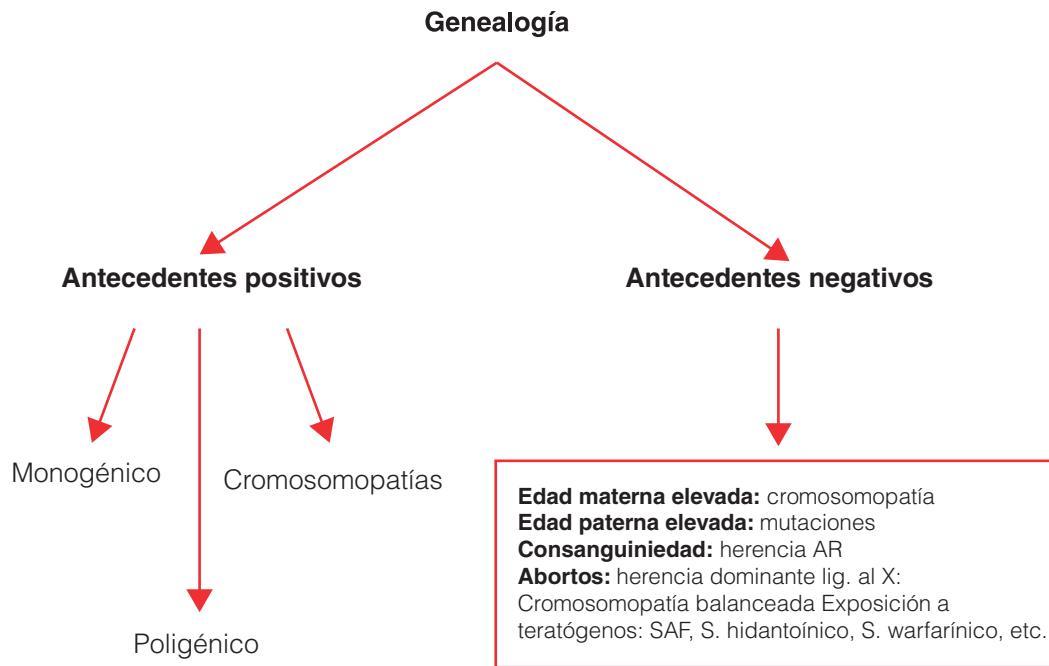 Genealogía
Antecedentes positivos
Antecedentes negativos
Monogénico
Cromosomopatías
Poligénico
Edad materna elevada: cromosomopatía
Edad paterna elevada: mutaciones
Consanguiniedad: herencia AR
Abortos: herencia dominante lig. al X:
Cromosomopatía balanceada Exposición a
teratógenos: SAF, S. hidantoínico, S. warfarínico, etc.